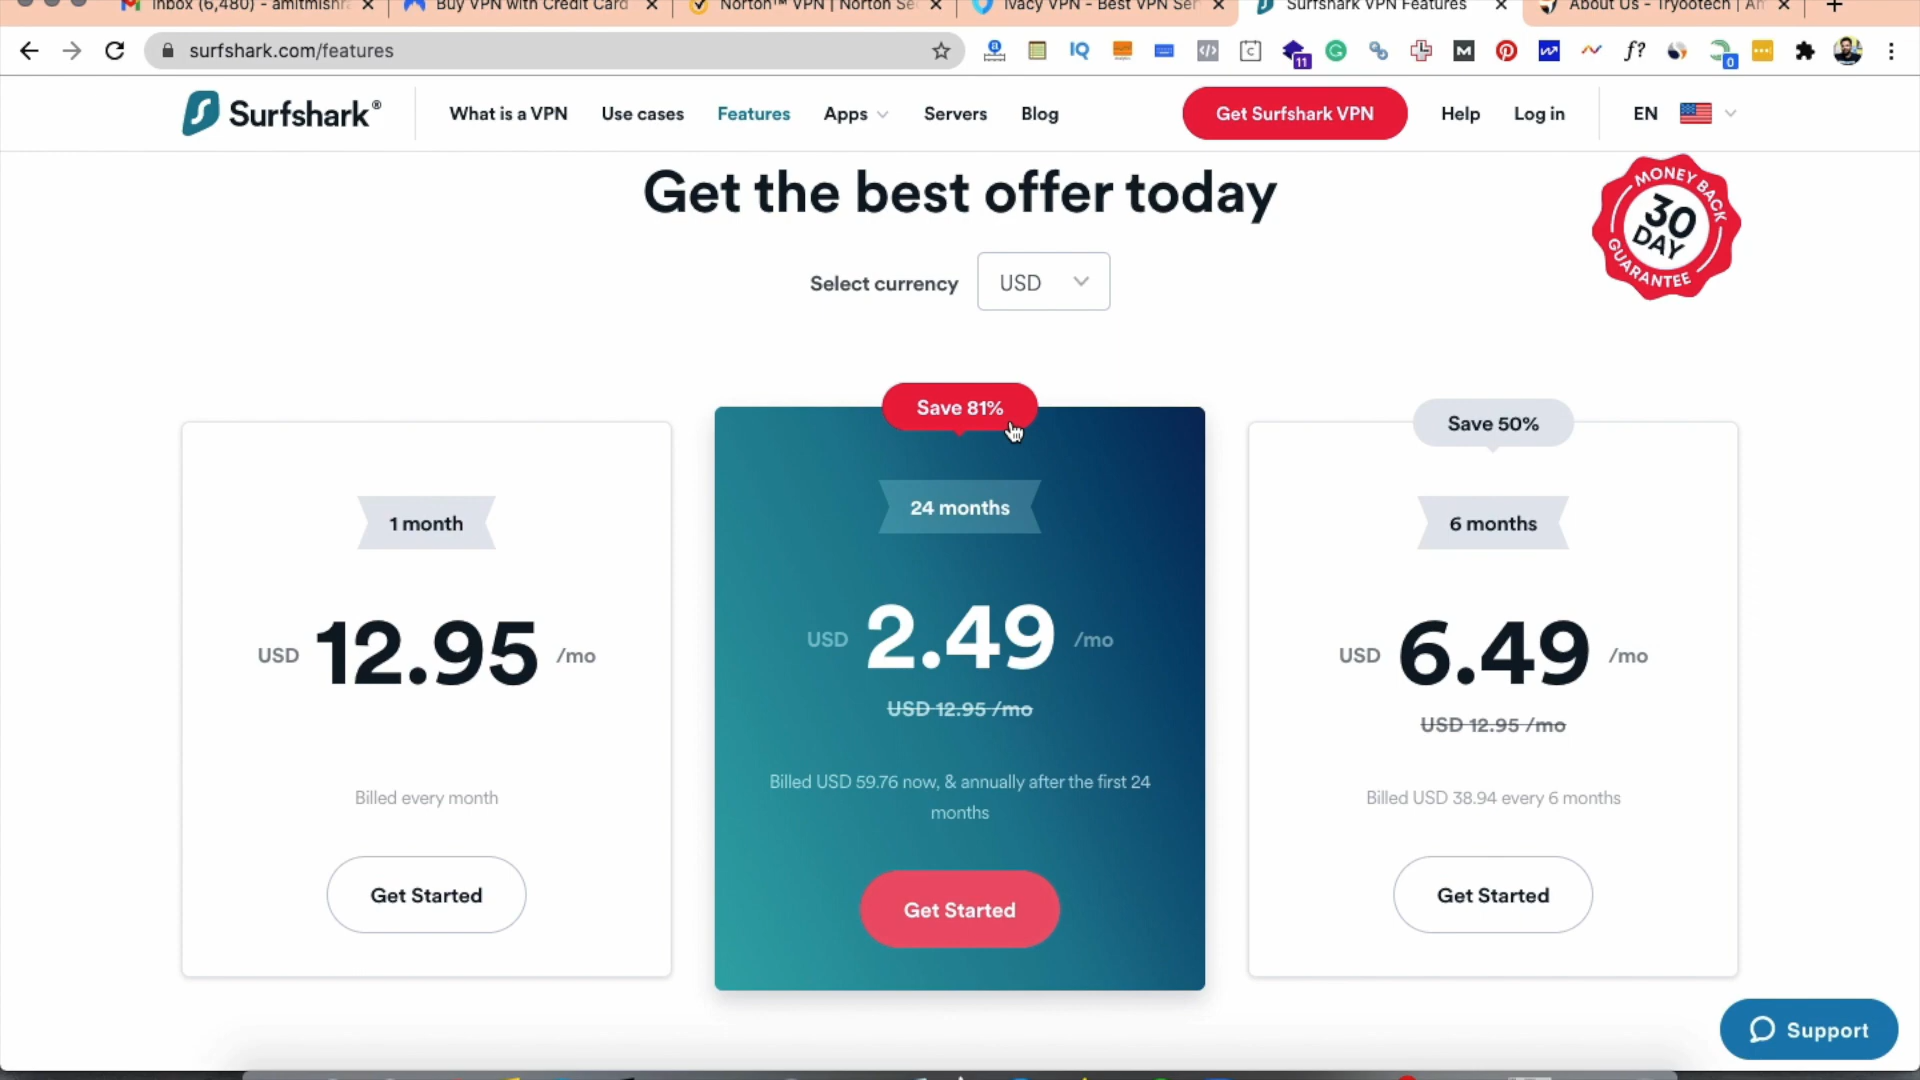 Inbox (6,480) - amitmishra
Buy VPN with Credit Card
Norton™ VPN | Norton Se
Ivacy VPN - Best VPN Ser
Surfshark VPN Features
About Us - Tryootech | Am
surfshark.com/features
IQ
11
0
Surfshark®
What is a VPN
Use cases
Features
Apps
Servers
Blog
Get Surfshark VPN
Help
Log in
EN
Get the best offer today
MONEY BACK
30
DAY
GUARANTEE
Select currency
USD
1 month
USD 12.95 /mo
Billed every month
Get Started
Save 81%
24 months
USD 2.49 /mo
USD 12.95 /mo
Billed USD 59.76 now, & annually after the first 24
months
Get Started
Save 50%
6 months
USD 6.49 /mo
USD 12.95 /mo
Billed USD 38.94 every 6 months
Get Started
Support